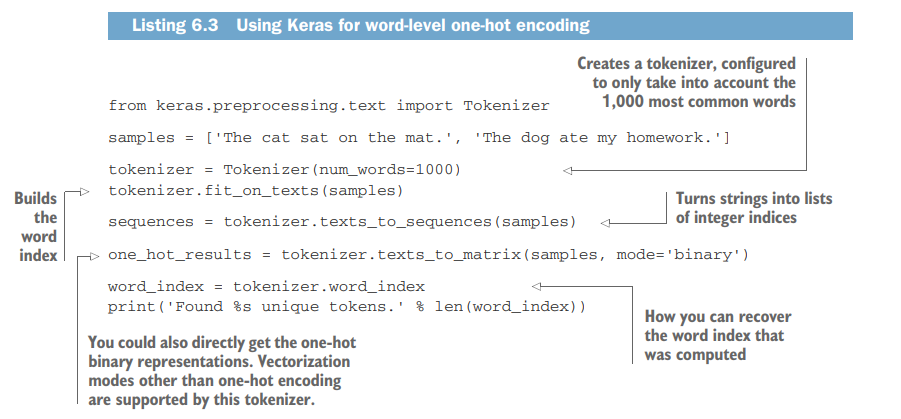 Listing 6.3 Using Keras for word-level one-hot encoding
Creates a tokenizer, configured
to only take into account the
1,000 most common words
from keras.preprocessing.text import Tokenizer
samples = ['The cat sat on the mat.', 'The dog ate my homework.']
tokenizer = Tokenizer(num_words=1000)
tokenizer.fit_on_texts(samples)
Builds
the
word
index
Turns strings into lists
of integer indices
sequences = tokenizer.texts_to_sequences(samples)
one_hot_results = tokenizer.texts_to_matrix(samples, mode='binary')
word_index = tokenizer.word_index
print('Found %s unique tokens.' % len(word_index))
How you can recover
the word index that
was computed
You could also directly get the one-hot
binary representations. Vectorization
modes other than one-hot encoding
are supported by this tokenizer.